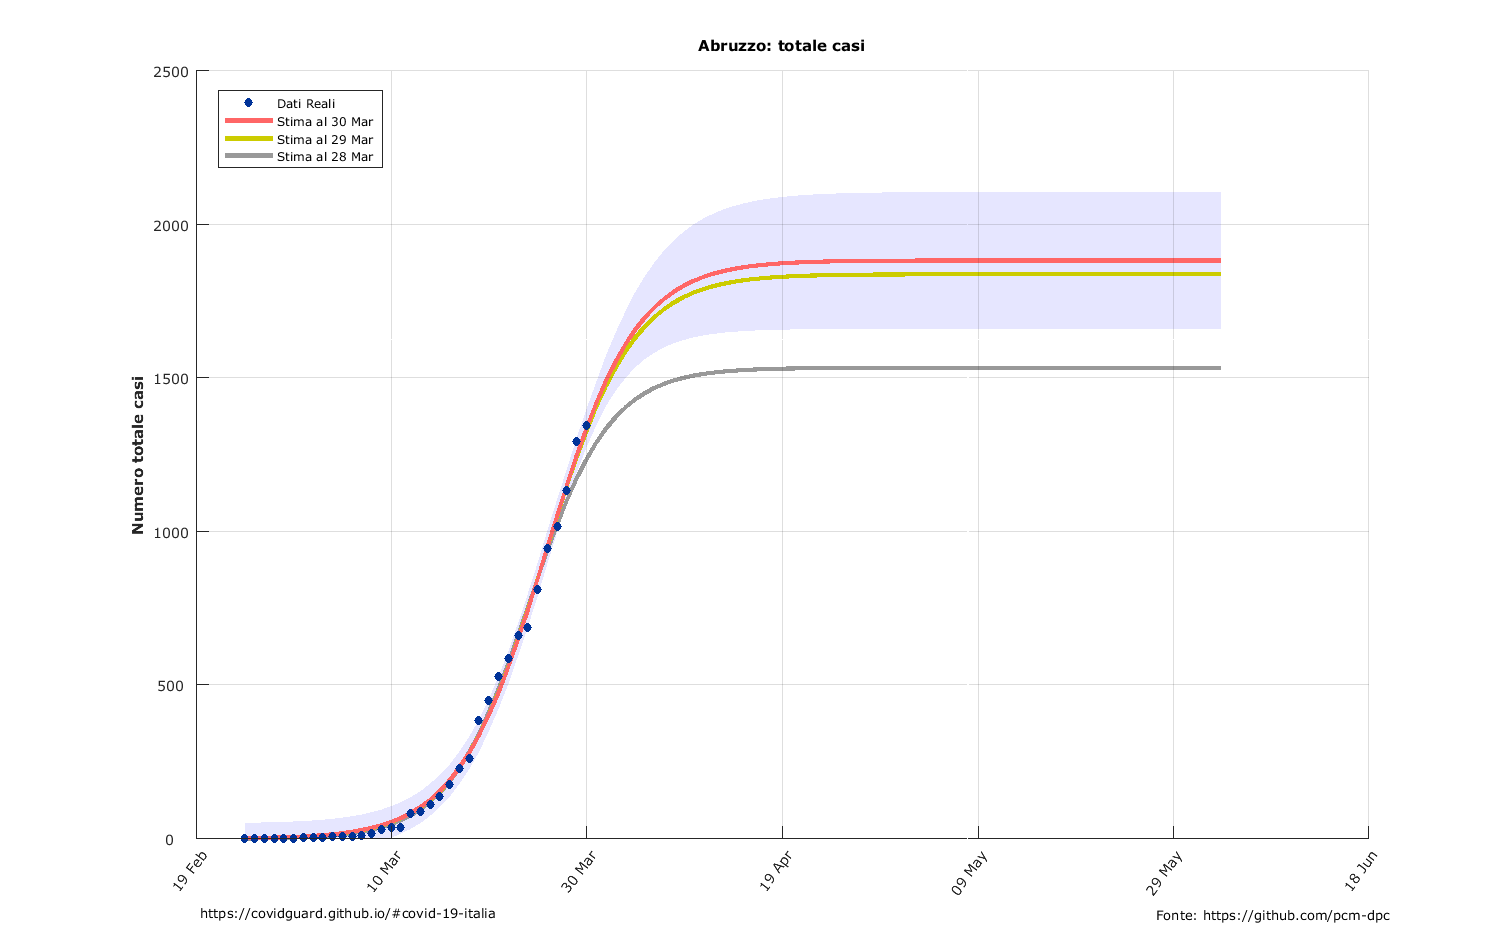 Abruzzo: totale casi
2500
2000
1500
1000
500
0
Numero totale casi
Dati Reali
Stima al 30 Mar
Stima al 29 Mar
Stima al 28 Mar
19 Feb
10 Mar
30 Mar
19 Apr
09 May
29 May
18 Jun
https://covidguard.github.io/#covid-19-italia
Fonte: https://github.com/pcm-dpc